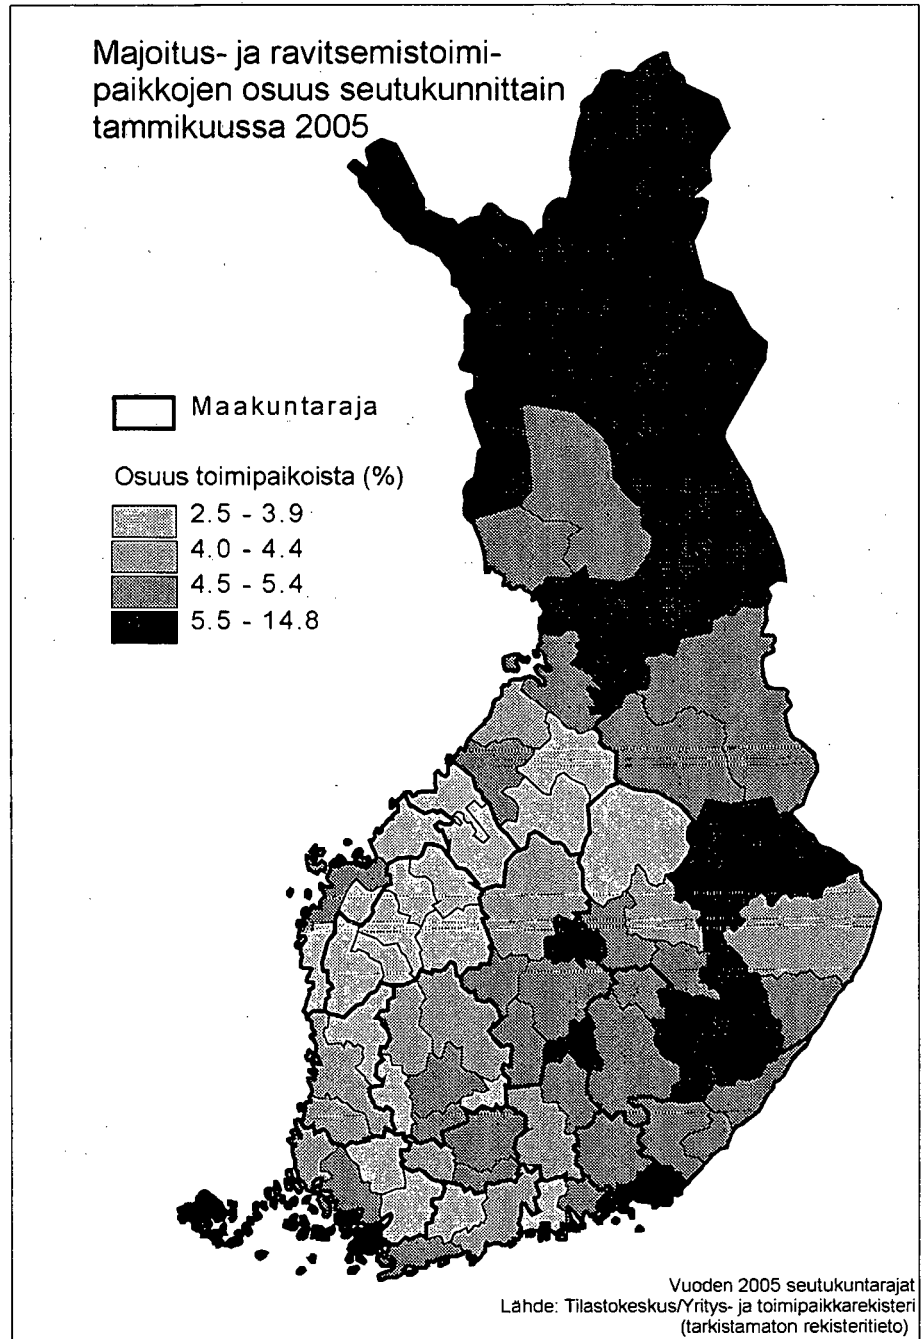 Majoitus- ja ravitsemistoimi-
paikkojen osuus seutukunnittain
tammikuussa 2005
Maakuntaraja
Osuus toimipaikoista (%)
2.5 - 3.9
4.0 - 4.4
4.5 - 5.4
5.5 - 14.8
Vuoden 2005 seutukuntarajat
Lähde: Tilastokeskus/Yritys- ja toimipaikkarekisteri
(tarkistamaton rekisteritieto)